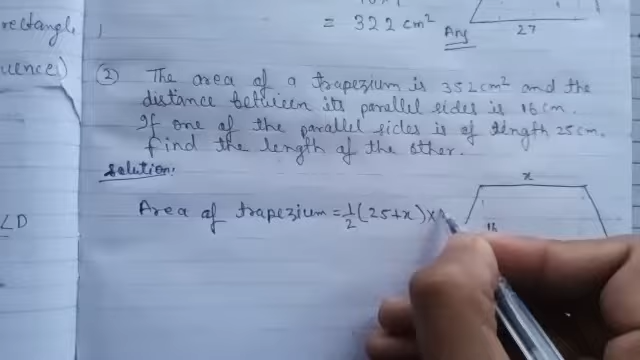 rectangle,
= 322 cm²
Ans
27
uence)
② The area of a trapezium is 352 cm² and the
distance between its parallel sides is 16 cm.
If one of the parallel sides is of length 25 cm.
find the length of the other.
Solution:
x
Area of trapezium = 1/2 (25+x) ×
16
∠D